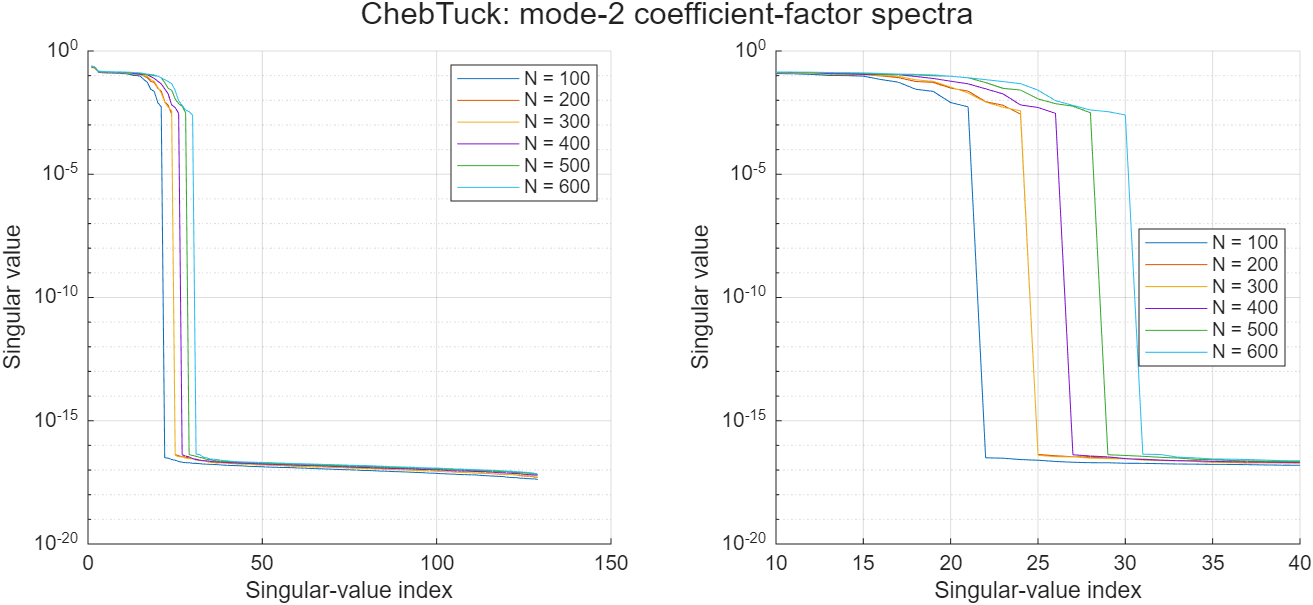 ChebTuck: mode-2 coefficient-factor spectra
Singular value
10^0
10^-5
10^-10
10^-15
10^-20
0
50
100
150
Singular-value index
N = 100
N = 200
N = 300
N = 400
N = 500
N = 600
Singular value
10^0
10^-5
10^-10
10^-15
10^-20
10
15
20
25
30
35
40
Singular-value index
N = 100
N = 200
N = 300
N = 400
N = 500
N = 600